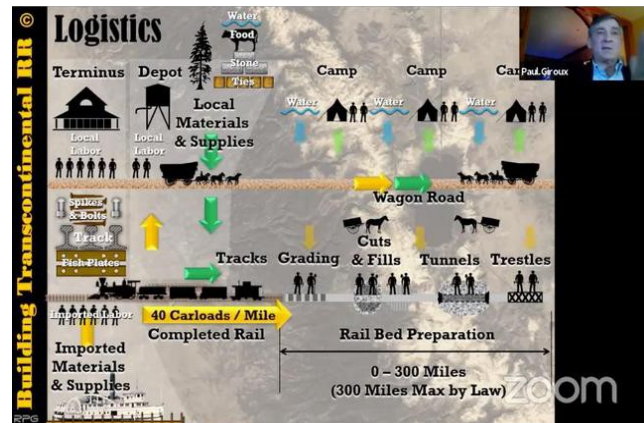 Building Transcontinental RR ©
Logistics
Water
Food
Stone
Ties
Paul Giroux
Terminus
Depot
Camp
Camp
Camp
Local Labor
Local Labor
Local
Materials
& Supplies
Water
Water
Water
Wagon Road
Spikes
& Bolts
Track
Fish Plates
Tracks
Grading
Cuts
& Fills
Tunnels
Trestles
Imported Labor
40 Carloads / Mile
Completed Rail
Rail Bed Preparation
Imported
Materials
& Supplies
0 – 300 Miles
(300 Miles Max by Law)
zoom
RPG